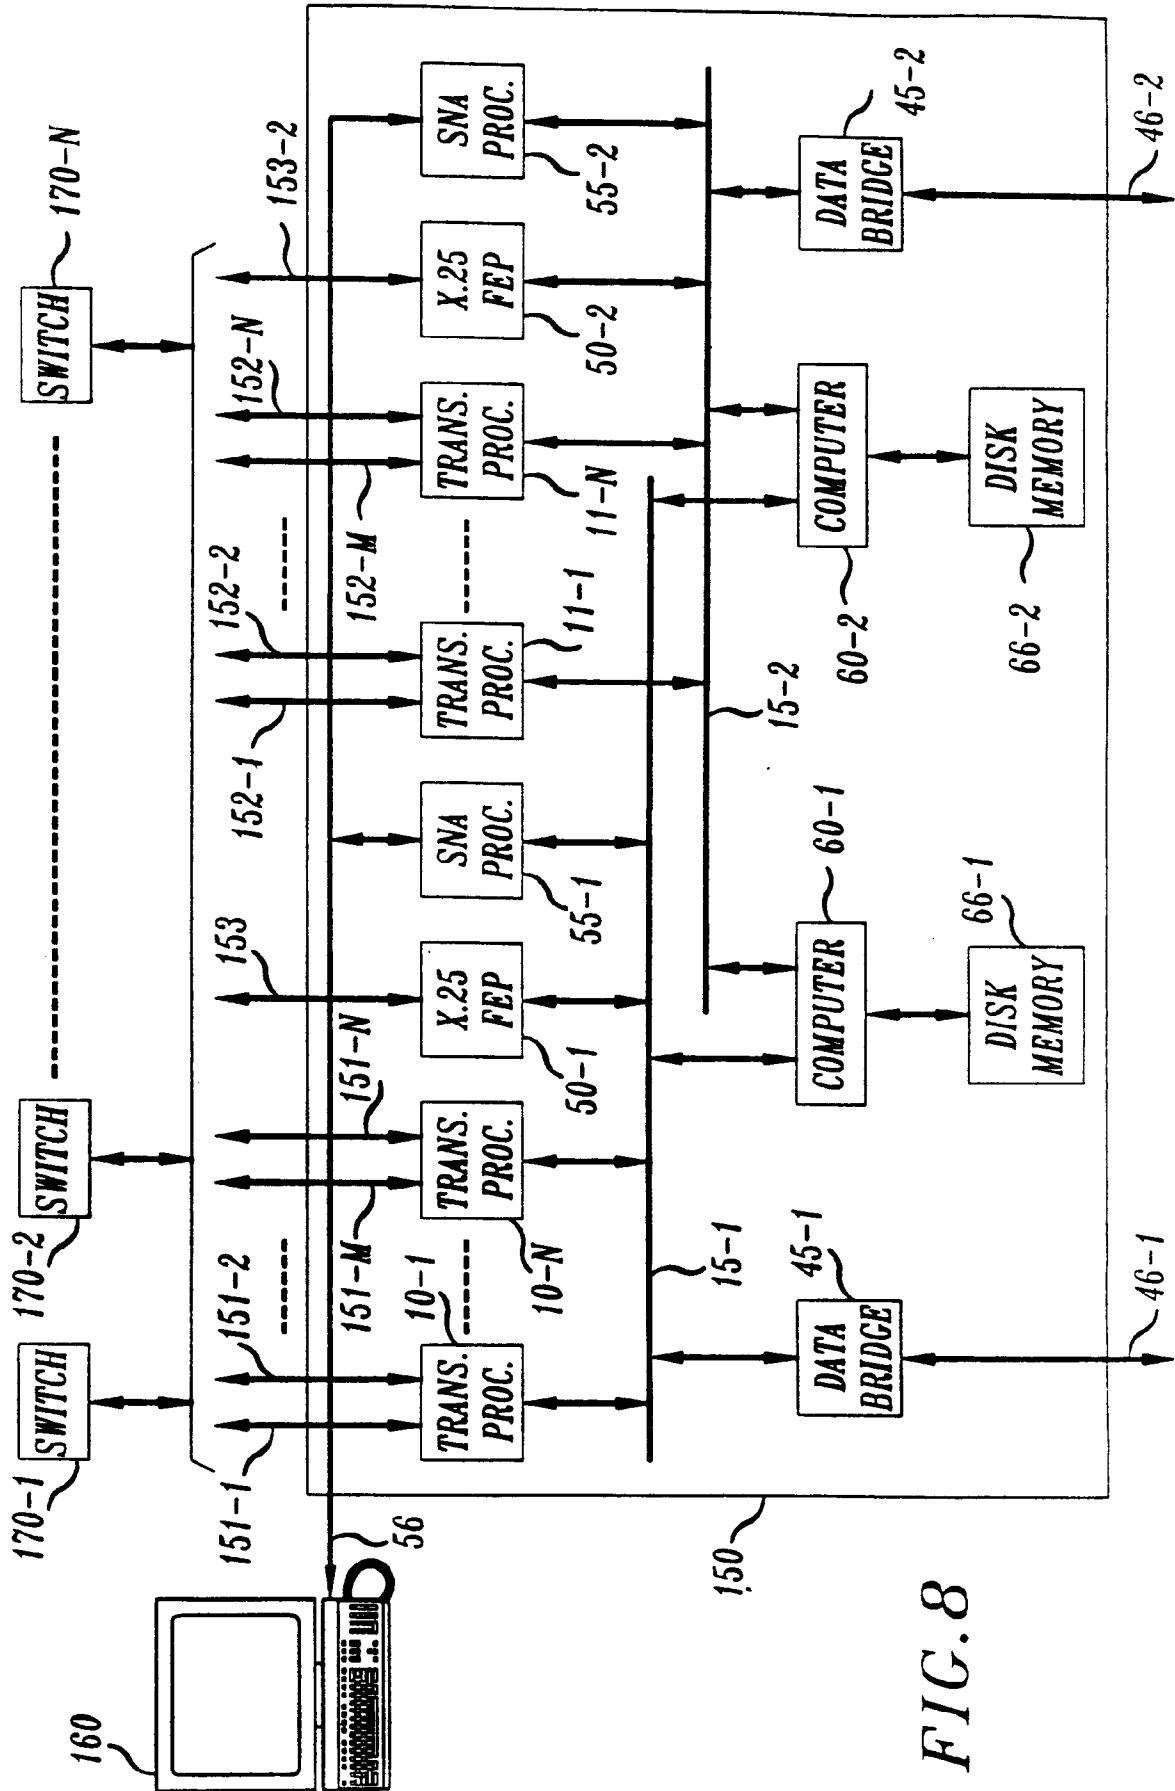 170-1
SWITCH
170-2
SWITCH
SWITCH
170-N
151-1
151-2
151-M
151-N
153
152-1
152-2
152-M
152-N
153-2
160
56
10-1
TRANS.
PROC.
TRANS.
PROC.
10-N
X.25
FEP
50-1
SNA
PROC.
55-1
TRANS.
PROC.
11-1
TRANS.
PROC.
11-N
X.25
FEP
50-2
SNA
PROC.
55-2
15-1
15-2
DATA
BRIDGE
45-1
COMPUTER
60-1
COMPUTER
60-2
DATA
BRIDGE
45-2
DISK
MEMORY
66-1
DISK
MEMORY
66-2
150
46-1
46-2
FIG.8